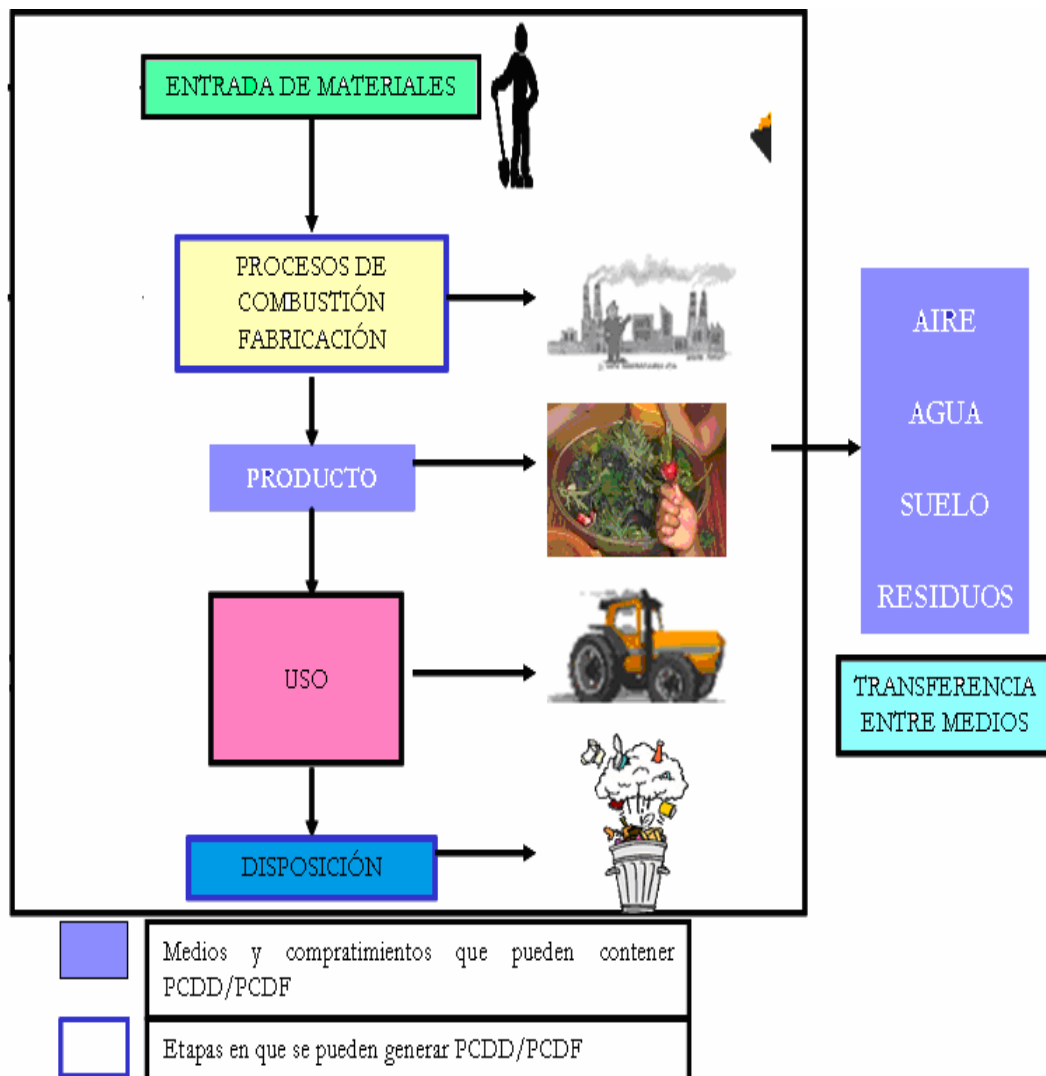 ENTRADA DE MATERIALES
PROCESOS DE
COMBUSTIÓN
FABRICACIÓN
PRODUCTO
USO
DISPOSICIÓN
AIRE
AGUA
SUELO
RESIDUOS
TRANSFERENCIA
ENTRE MEDIOS
Medios y compratimientos que pueden contener
PCDD/PCDF
Etapas en que se pueden generar PCDD/PCDF